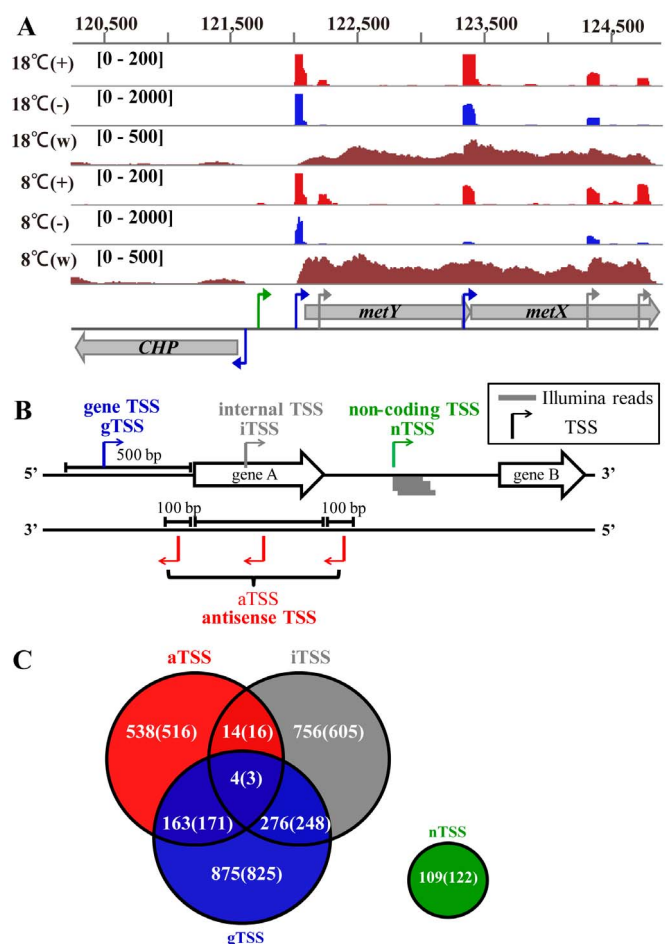 A
120,500 121,500 122,500 123,500 124,500
18℃(+) [0 - 200]
18℃(-) [0 - 2000]
18℃(w) [0 - 500]
8℃(+) [0 - 200]
8℃(-) [0 - 2000]
8℃(w) [0 - 500]
metY metX
CHP
B
Illumina reads
TSS
gene TSS
gTSS
internal TSS
iTSS
non-coding TSS
nTSS
500 bp
5’ gene A gene B 3’
100 bp 100 bp
3’ 5’
aTSS
antisense TSS
C
aTSS iTSS
538(516) 14(16) 756(605)
4(3)
163(171) 276(248)
875(825)
gTSS
nTSS
109(122)